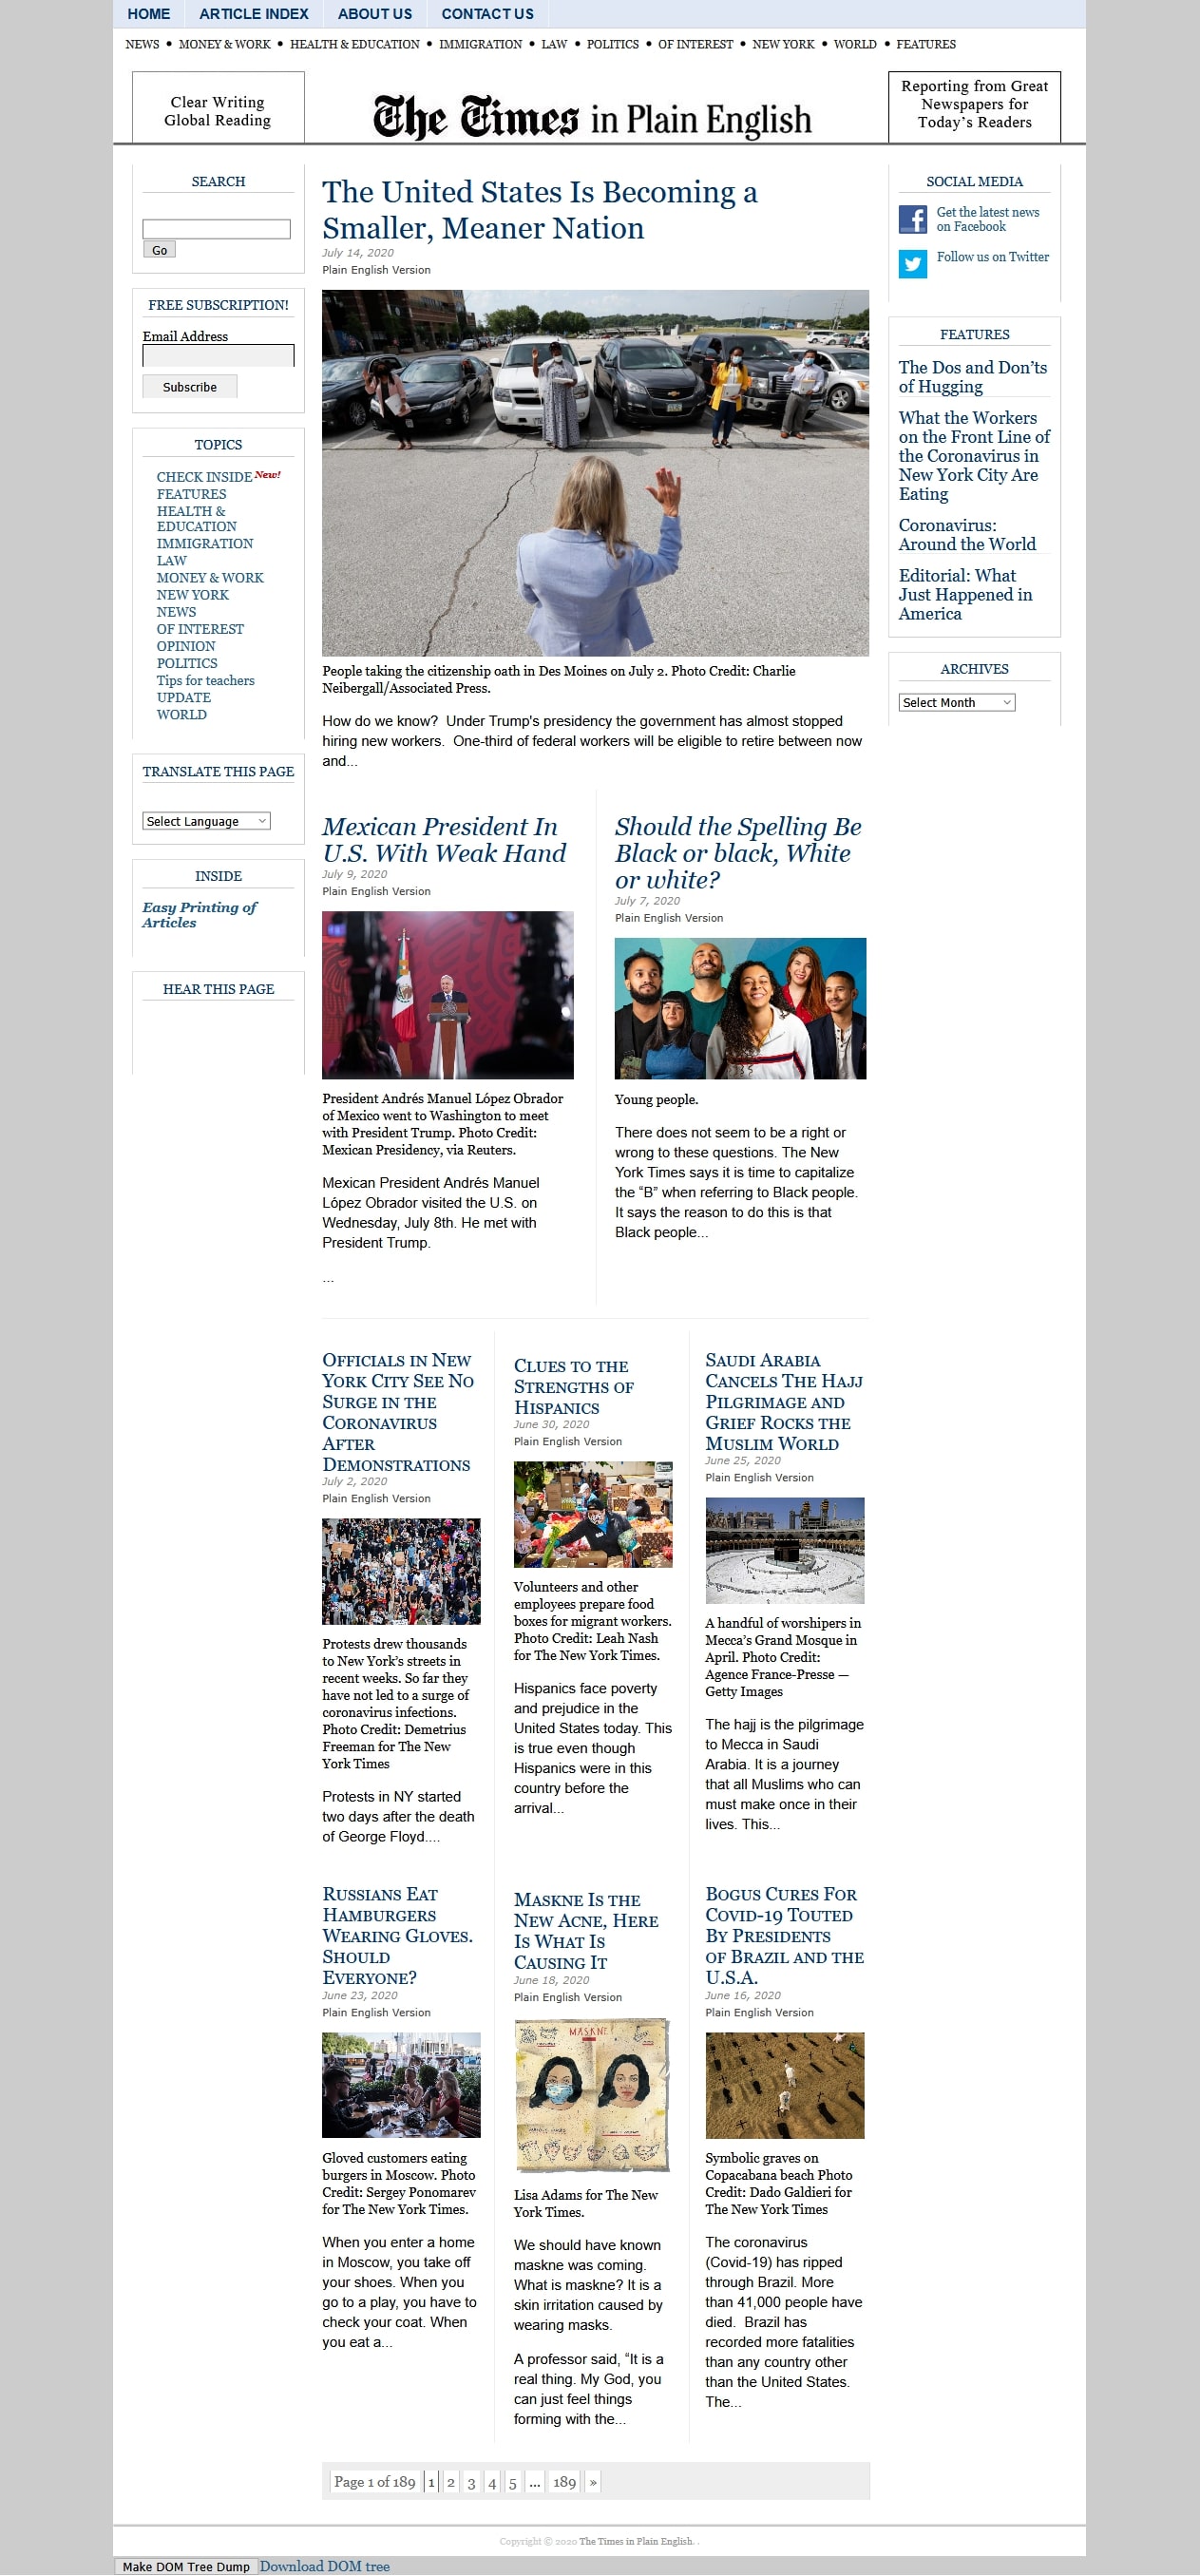 HOME ARTICLE INDEX ABOUT US CONTACT US
NEWS • MONEY & WORK • HEALTH & EDUCATION • IMMIGRATION • LAW • POLITICS • OF INTEREST • NEW YORK • WORLD • FEATURES
Clear Writing
Global Reading
The Times in Plain English
Reporting from Great
Newspapers for
Today's Readers
SEARCH
Go
FREE SUBSCRIPTION!
Email Address
Subscribe
TOPICS
CHECK INSIDE New!
FEATURES
HEALTH &
EDUCATION
IMMIGRATION
LAW
MONEY & WORK
NEW YORK
NEWS
OF INTEREST
OPINION
POLITICS
Tips for teachers
UPDATE
WORLD
TRANSLATE THIS PAGE
Select Language
INSIDE
Easy Printing of
Articles
HEAR THIS PAGE
The United States Is Becoming a
Smaller, Meaner Nation
July 14, 2020
Plain English Version
People taking the citizenship oath in Des Moines on July 2. Photo Credit: Charlie
Neibergall/Associated Press.
How do we know?  Under Trump's presidency the government has almost stopped
hiring new workers.  One-third of federal workers will be eligible to retire between now
and...
Mexican President In
U.S. With Weak Hand
July 9, 2020
Plain English Version
President Andrés Manuel López Obrador
of Mexico went to Washington to meet
with President Trump. Photo Credit:
Mexican Presidency, via Reuters.
Mexican President Andrés Manuel
López Obrador visited the U.S. on
Wednesday, July 8th. He met with
President Trump.
...
Should the Spelling Be
Black or black, White
or white?
July 7, 2020
Plain English Version
Young people.
There does not seem to be a right or
wrong to these questions. The New
York Times says it is time to capitalize
the “B” when referring to Black people.
It says the reason to do this is that
Black people...
Officials in New
York City See No
Surge in the
Coronavirus
After
Demonstrations
July 2, 2020
Plain English Version
Protests drew thousands
to New York's streets in
recent weeks. So far they
have not led to a surge of
coronavirus infections.
Photo Credit: Demetrius
Freeman for The New
York Times
Protests in NY started
two days after the death
of George Floyd....
Clues to the
Strengths of
Hispanics
June 30, 2020
Plain English Version
Volunteers and other
employees prepare food
boxes for migrant workers.
Photo Credit: Leah Nash
for The New York Times.
Hispanics face poverty
and prejudice in the
United States today. This
is true even though
Hispanics were in this
country before the
arrival...
Saudi Arabia
Cancels The Hajj
Pilgrimage and
Grief Rocks the
Muslim World
June 25, 2020
Plain English Version
A handful of worshipers in
Mecca's Grand Mosque in
April. Photo Credit:
Agence France-Presse —
Getty Images
The hajj is the pilgrimage
to Mecca in Saudi
Arabia. It is a journey
that all Muslims who can
must make once in their
lives. This...
Russians Eat
Hamburgers
Wearing Gloves.
Should
Everyone?
June 23, 2020
Plain English Version
Gloved customers eating
burgers in Moscow. Photo
Credit: Sergey Ponomarev
for The New York Times.
When you enter a home
in Moscow, you take off
your shoes. When you
go to a play, you have to
check your coat. When
you eat a...
Maskne Is the
New Acne, Here
Is What Is
Causing It
June 18, 2020
Plain English Version
MASKNE
Lisa Adams for The New
York Times.
We should have known
maskne was coming.
What is maskne? It is a
skin irritation caused by
wearing masks.
A professor said, “It is a
real thing. My God, you
can just feel things
forming with the...
Bogus Cures For
Covid-19 Touted
By Presidents
of Brazil and the
U.S.A.
June 16, 2020
Plain English Version
Symbolic graves on
Copacabana beach Photo
Credit: Dado Galdieri for
The New York Times
The coronavirus
(Covid-19) has ripped
through Brazil. More
than 41,000 people have
died.  Brazil has
recorded more fatalities
than any country other
than the United States.
The...
Page 1 of 189 1 2 3 4 5 ... 189 »
SOCIAL MEDIA
Get the latest news
on Facebook
Follow us on Twitter
FEATURES
The Dos and Don'ts
of Hugging
What the Workers
on the Front Line of
the Coronavirus in
New York City Are
Eating
Coronavirus:
Around the World
Editorial: What
Just Happened in
America
ARCHIVES
Select Month
Copyright © 2020 The Times in Plain English. .
Make DOM Tree Dump Download DOM tree